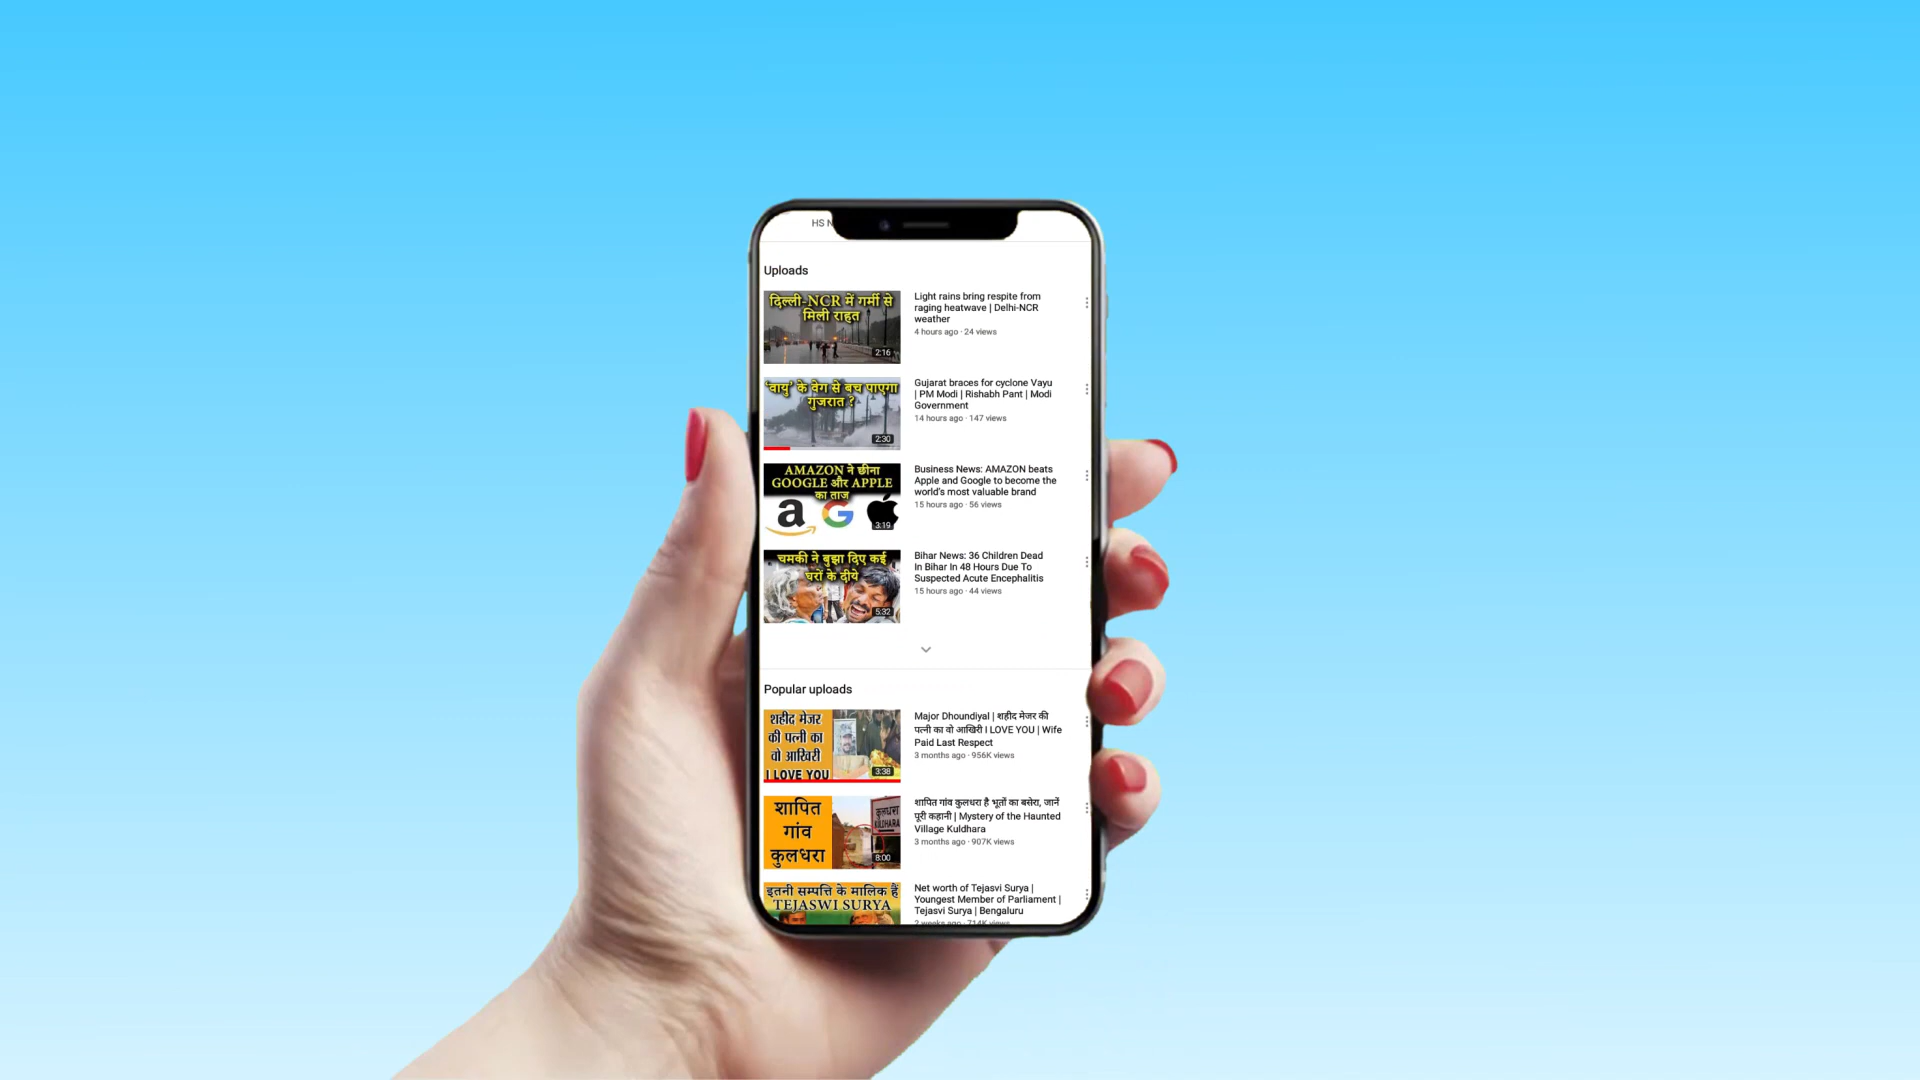 HS N
Uploads
दिल्ली-NCR में गर्मी से
मिली राहत
2:16
Light rains bring respite from
raging heatwave | Delhi-NCR
weather
4 hours ago · 24 views
'वायु' के वेग से बच पाएगा
गुजरात ?
2:30
Gujarat braces for cyclone Vayu
| PM Modi | Rishabh Pant | Modi
Government
14 hours ago · 147 views
AMAZON ने छीना
GOOGLE और APPLE
का ताज
a G
3:19
Business News: AMAZON beats
Apple and Google to become the
world's most valuable brand
15 hours ago · 56 views
चमकी ने बुझा दिए कई
घरों के दीये
5:32
Bihar News: 36 Children Dead
In Bihar In 48 Hours Due To
Suspected Acute Encephalitis
15 hours ago · 44 views
Popular uploads
शहीद मेजर
की पत्नी का
वो आखिरी
I LOVE YOU
3:38
Major Dhoundiyal | शहीद मेजर की
पत्नी का वो आखिरी I LOVE YOU | Wife
Paid Last Respect
3 months ago · 956K views
शापित
गांव
कुलधरा
कुलधरा
KULDHARA
8:00
शापित गांव कुलधरा है भूतों का बसेरा, जानें
पूरी कहानी | Mystery of the Haunted
Village Kuldhara
3 months ago · 907K views
इतनी सम्पत्ति के मालिक हैं
TEJASWI SURYA
Net worth of Tejasvi Surya |
Youngest Member of Parliament |
Tejasvi Surya | Bengaluru
2 weeks ago · 714K views